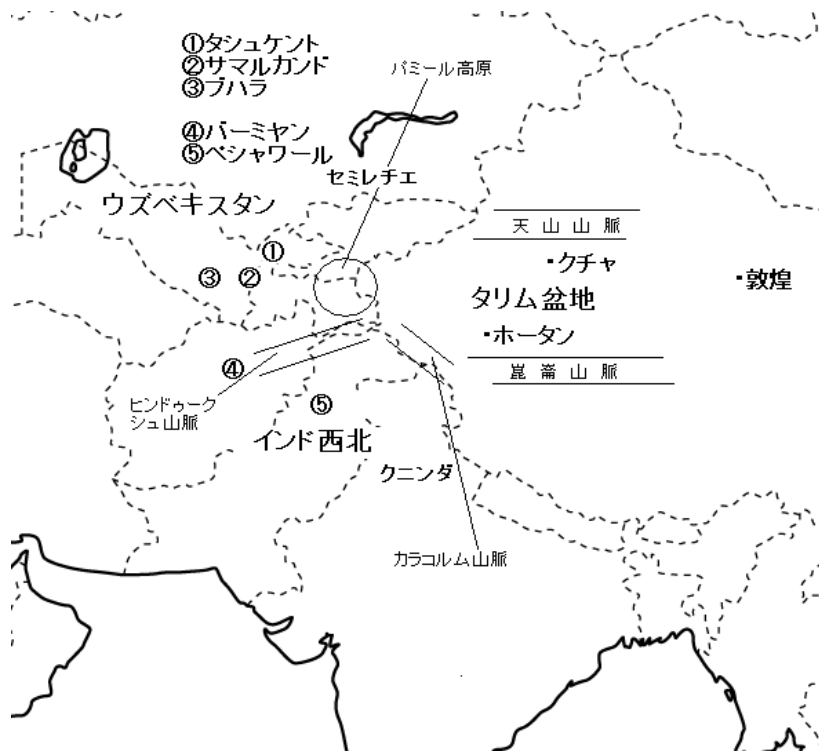 ①タシュケント
②サマルカンド
③ブハラ
④バーミヤン
⑤ペシャワール
パミール高原
セミレチエ
ウズベキスタン
天山山脈
・クチャ
・敦煌
タリム盆地
・ホータン
崑崙山脈
①
②
③
④
⑤
ヒンドゥーク
シュ山脈
インド西北
クニンダ
カラコルム山脈